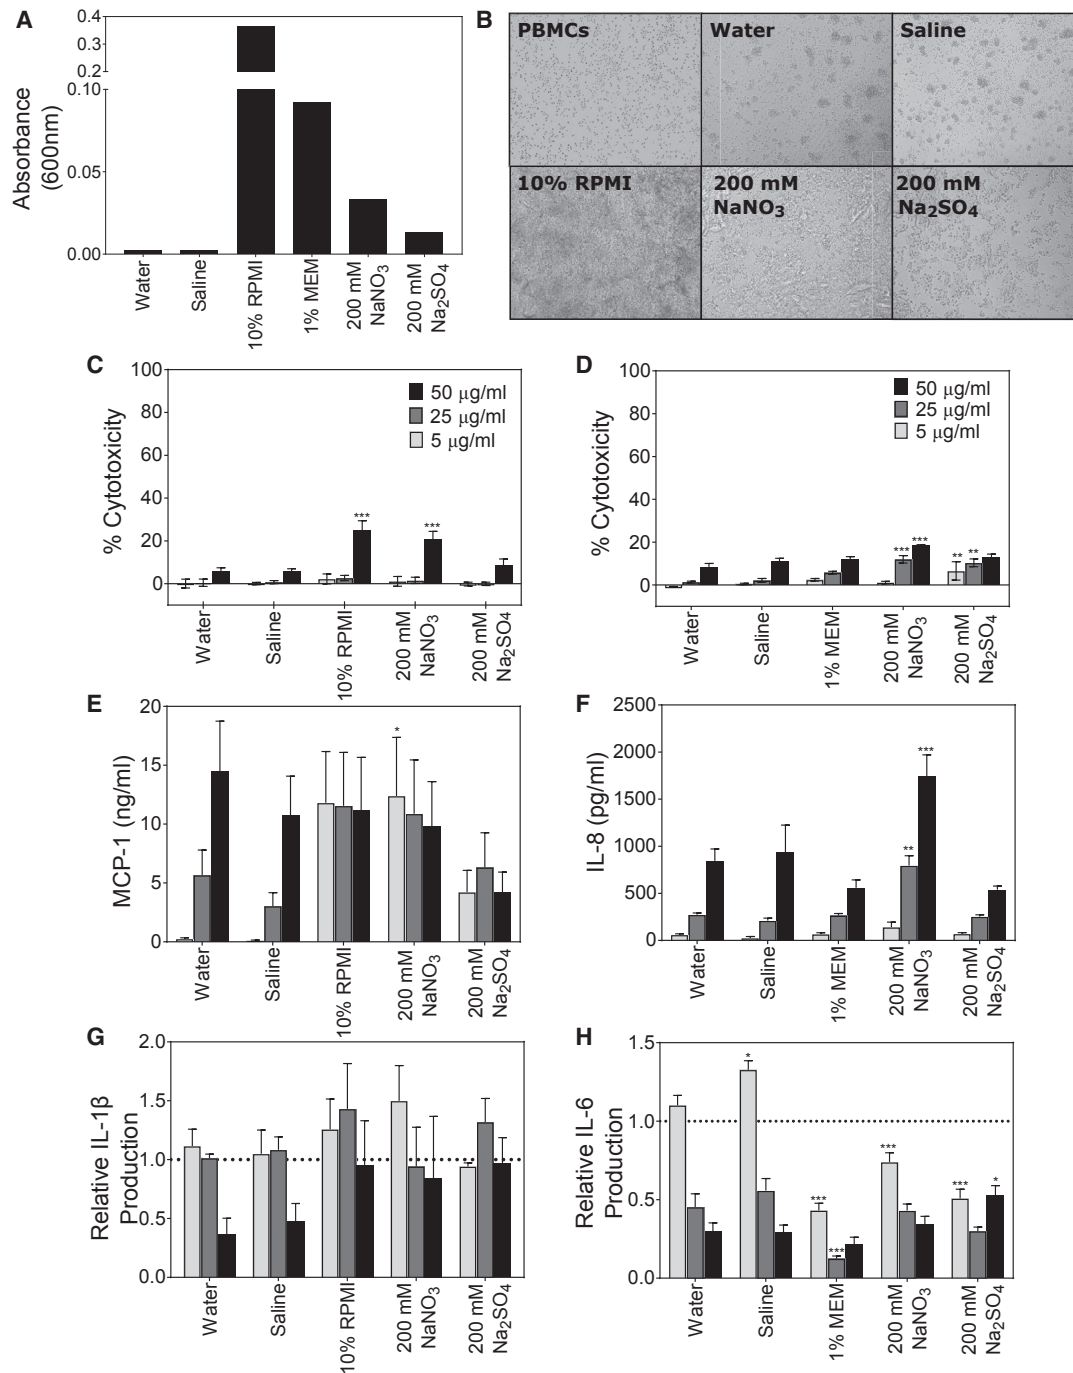 A
Absorbance
(600nm)
0.4
0.3
0.2
0.10
0.05
0.00
Water
Saline
10% RPMI
1% MEM
200 mM
NaNO3
200 mM
Na2SO4
B
PBMCs
Water
Saline
10% RPMI
200 mM
NaNO3
200 mM
Na2SO4
C
% Cytotoxicity
100
80
60
40
20
0
50 µg/ml
25 µg/ml
5 µg/ml
***
***
Water
Saline
10% RPMI
200 mM
NaNO3
200 mM
Na2SO4
D
% Cytotoxicity
100
80
60
40
20
0
50 µg/ml
25 µg/ml
5 µg/ml
*** *** ** **
Water
Saline
1% MEM
200 mM
NaNO3
200 mM
Na2SO4
E
MCP-1 (ng/ml)
20
15
10
5
0
*
Water
Saline
10% RPMI
200 mM
NaNO3
200 mM
Na2SO4
F
IL-8 (pg/ml)
2500
2000
1500
1000
500
0
***
**
Water
Saline
1% MEM
200 mM
NaNO3
200 mM
Na2SO4
G
Relative IL-1β
Production
2.0
1.5
1.0
0.5
0.0
Water
Saline
10% RPMI
200 mM
NaNO3
200 mM
Na2SO4
H
Relative IL-6
Production
1.5
1.0
0.5
0.0
*
***
***
***
***
*
Water
Saline
1% MEM
200 mM
NaNO3
200 mM
Na2SO4